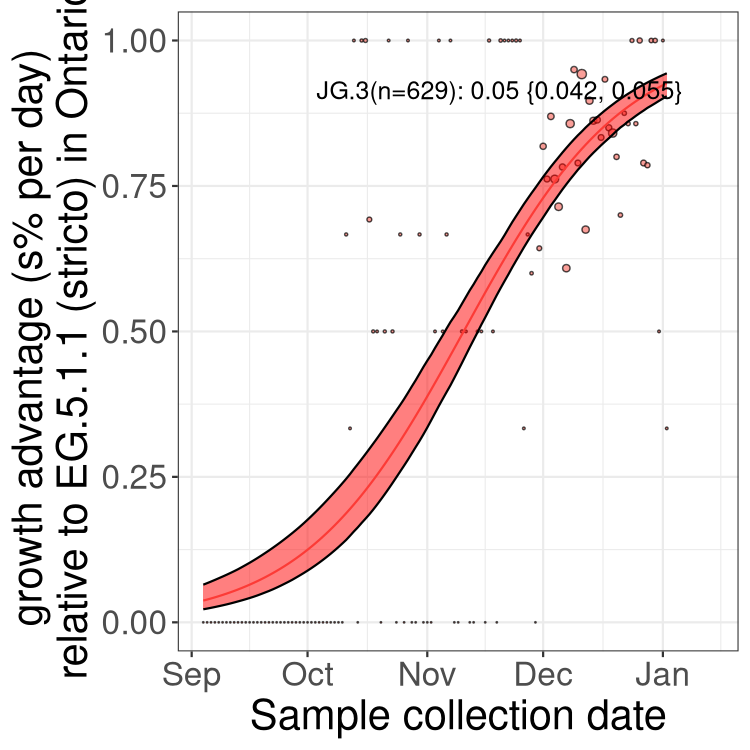 growth advantage (s% per day)
relative to EG.5.1.1 (stricto) in Ontario
1.00
0.75
0.50
0.25
0.00
JG.3(n=629): 0.05 {0.042, 0.055}
Sep Oct Nov Dec Jan
Sample collection date